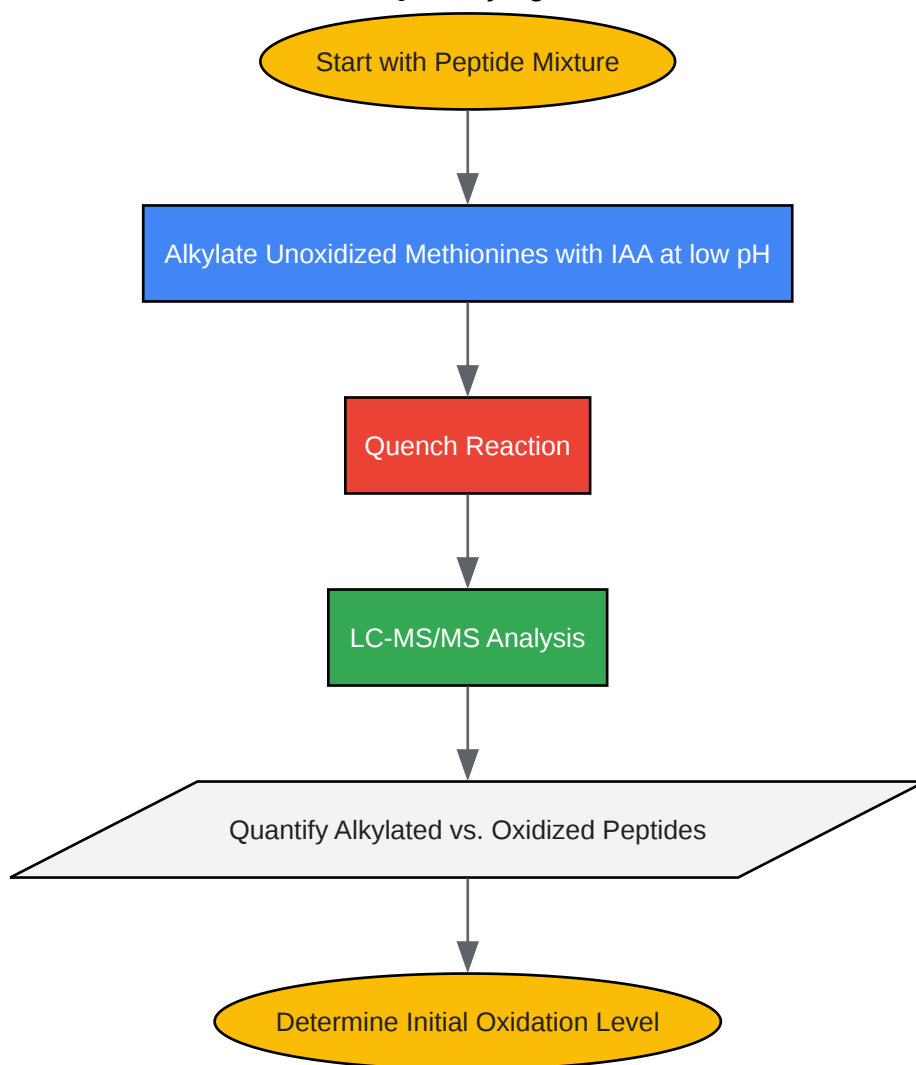 Start with Peptide Mixture
Alkylate Unoxidized Methionines with IAA at low pH
Quench Reaction
LC-MS/MS Analysis
Quantify Alkylated vs. Oxidized Peptides
Determine Initial Oxidation Level